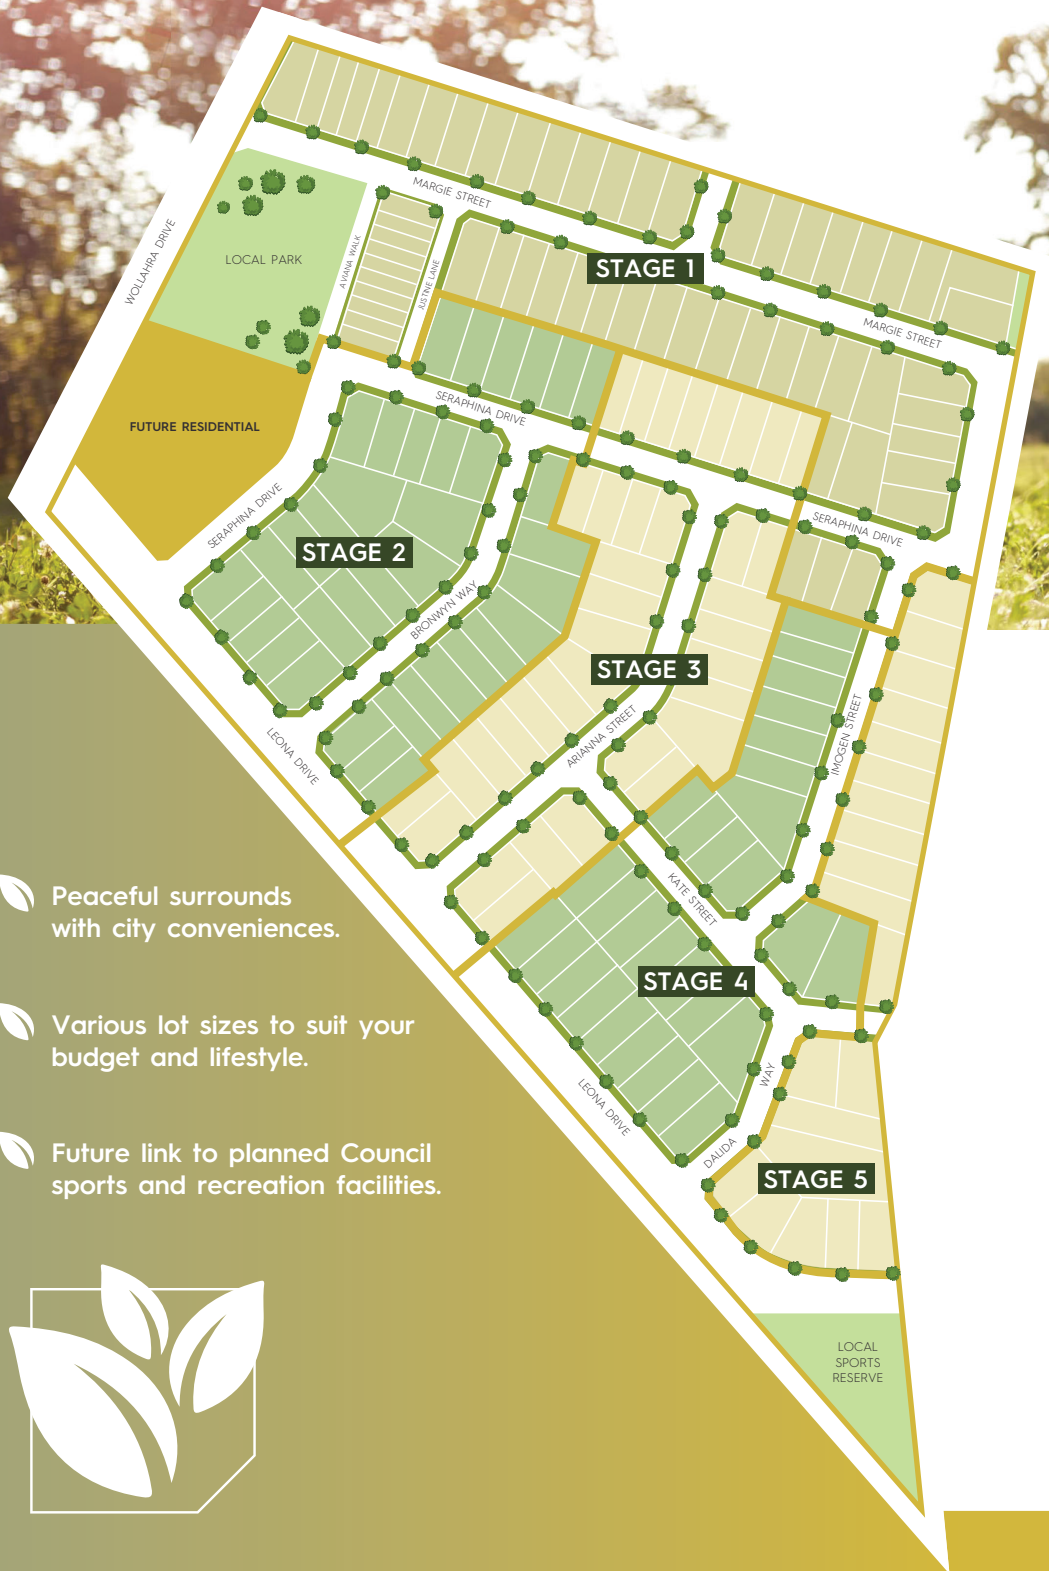 MARGIE STREET
WOLLAHRA DRIVE
LOCAL PARK
AVIANA WALK
JUSTINE LANE
STAGE 1
MARGIE STREET
FUTURE RESIDENTIAL
SERAPHINA DRIVE
SERAPHINA DRIVE
SERAPHINA DRIVE
STAGE 2
BRONWYN WAY
STAGE 3
ARIANNA STREET
IMOGEN STREET
LEONA DRIVE
Peaceful surrounds
with city conveniences.
KATE STREET
STAGE 4
Various lot sizes to suit your
budget and lifestyle.
LEONA DRIVE
DALIDA WAY
Future link to planned Council
sports and recreation facilities.
STAGE 5
LOCAL
SPORTS
RESERVE